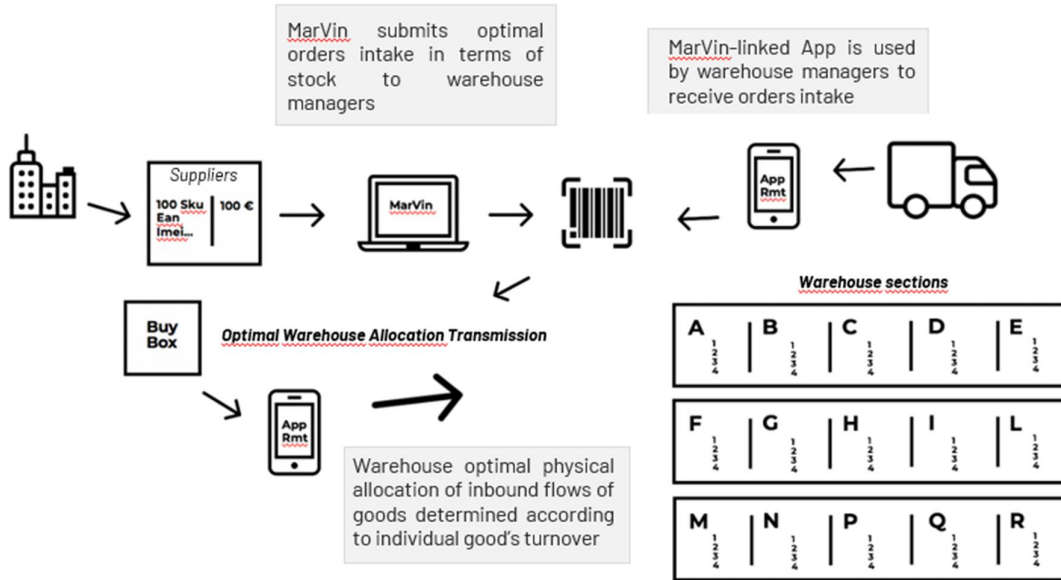 MarVin submits optimal
orders intake in terms of
stock to warehouse
managers
MarVin-linked App is used
by warehouse managers to
receive orders intake
Suppliers
100 Sku
Ean
Imei...
100 €
MarVin
App
Rmt
Buy
Box
Optimal Warehouse Allocation Transmission
App
Rmt
Warehouse optimal physical
allocation of inbound flows of
goods determined according
to individual good's turnover
Warehouse sections
A B C D E
1 1 1 1 1
2 2 2 2 2
3 3 3 3 3
4 4 4 4 4
F G H I L
1 1 1 1 1
2 2 2 2 2
3 3 3 3 3
4 4 4 4 4
M N P Q R
1 1 1 1 1
2 2 2 2 2
3 3 3 3 3
4 4 4 4 4